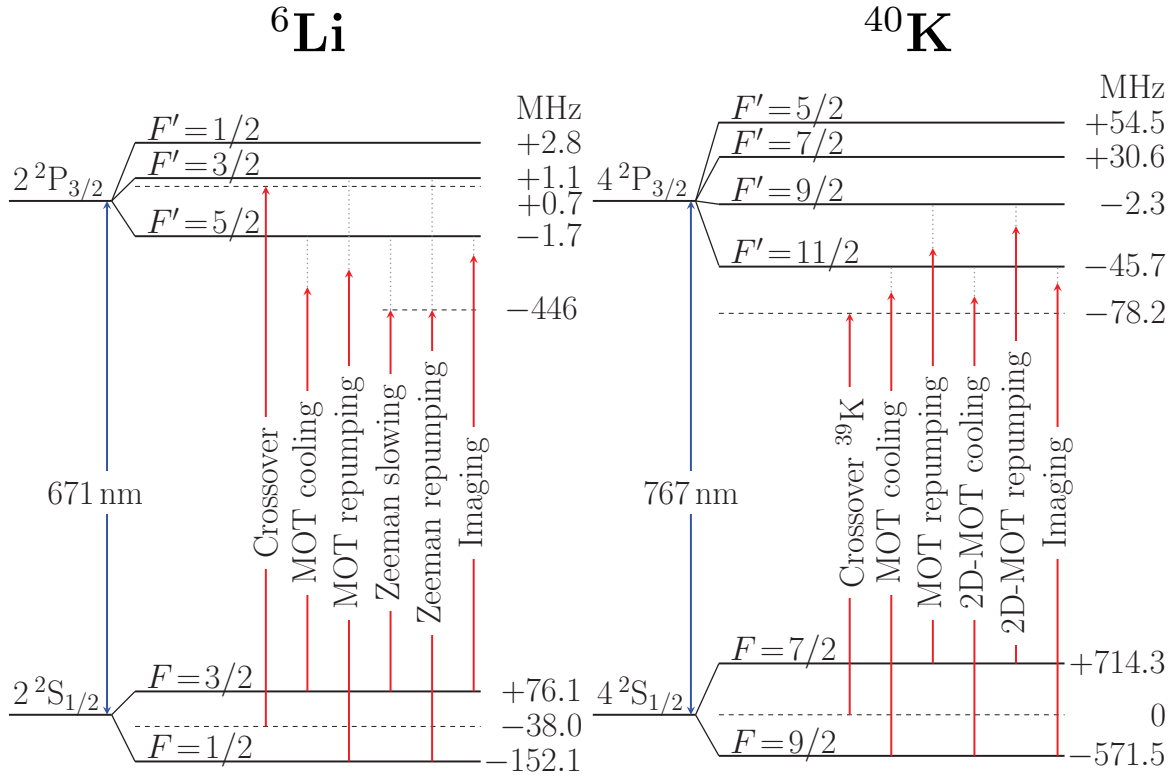 ⁶Li
MHz
F′=1/2
+2.8
F′=3/2
+1.1
2 ²P₃/₂
+0.7
F′=5/2
−1.7
−446
671 nm
Crossover
MOT cooling
MOT repumping
Zeeman slowing
Zeeman repumping
Imaging
F=3/2
+76.1
2 ²S₁/₂
−38.0
F=1/2
−152.1
⁴⁰K
MHz
F′=5/2
+54.5
F′=7/2
+30.6
4 ²P₃/₂
F′=9/2
−2.3
F′=11/2
−45.7
−78.2
767 nm
Crossover ³⁹K
MOT cooling
MOT repumping
2D-MOT cooling
2D-MOT repumping
Imaging
F=7/2
+714.3
4 ²S₁/₂
0
F=9/2
−571.5